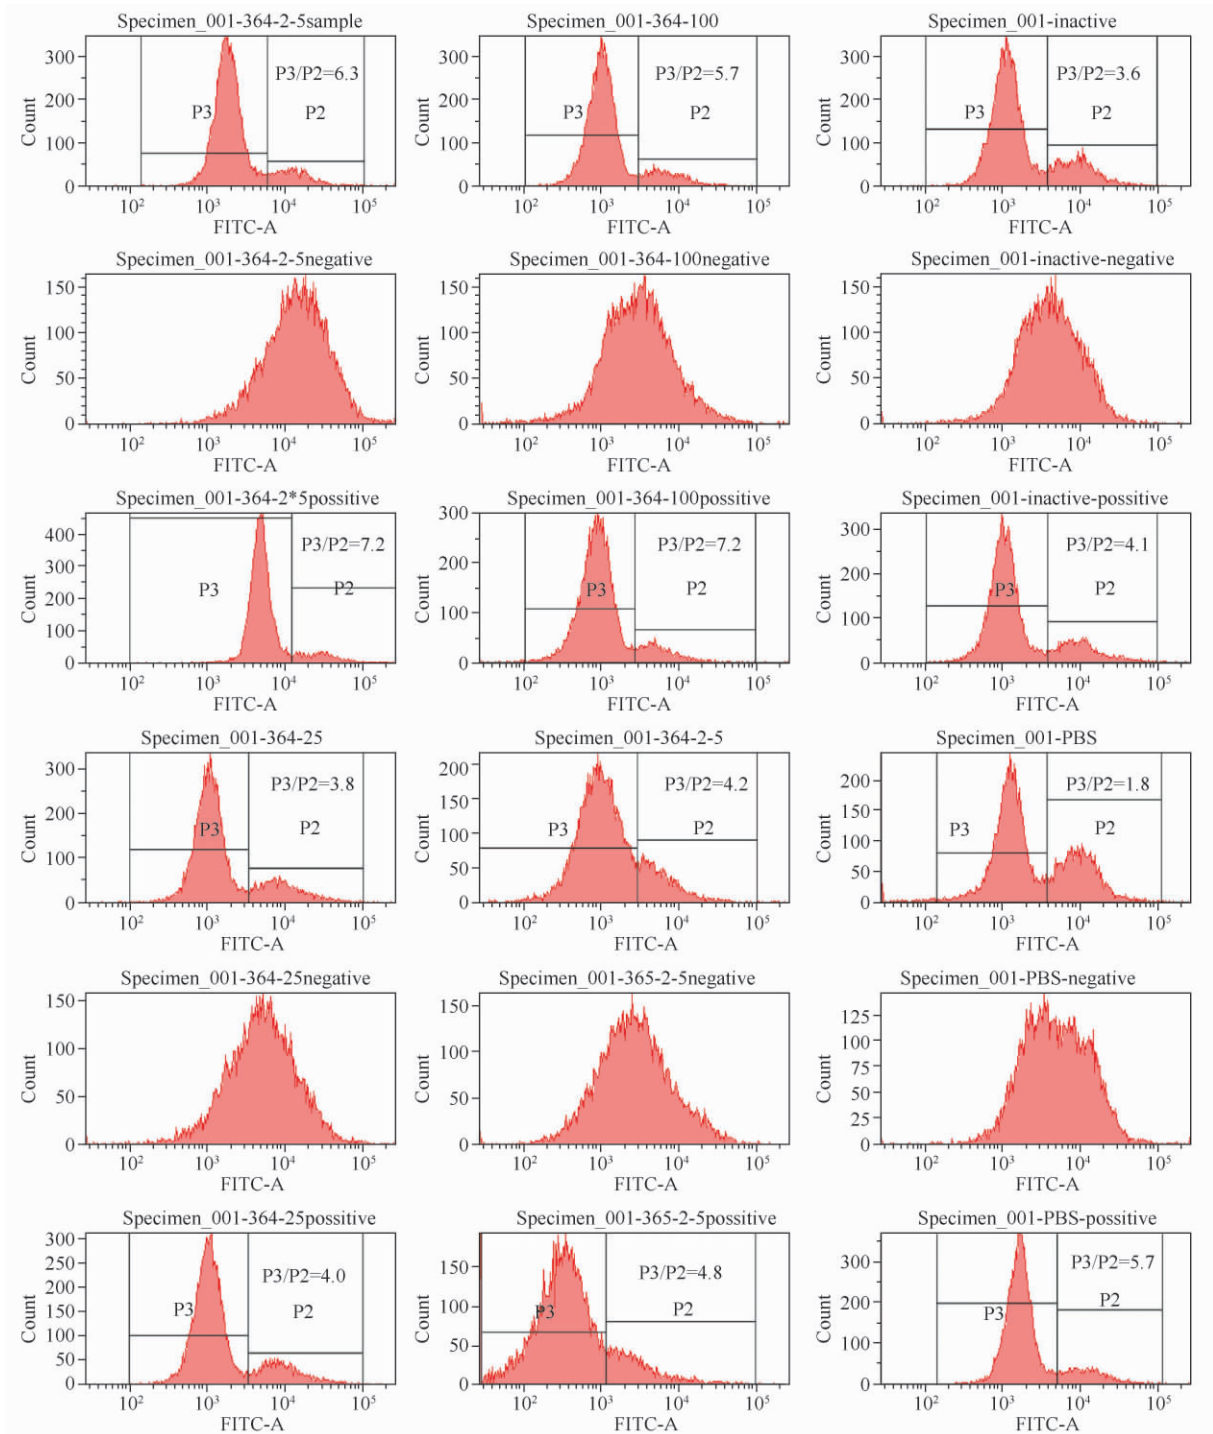 Specimen_001-364-2-5sample
Count
300
200
100
0
P3/P2=6.3
P3
P2
10² 10³ 10⁴ 10⁵
FITC-A
Specimen_001-364-100
Count
300
200
100
0
P3/P2=5.7
P3
P2
10² 10³ 10⁴ 10⁵
FITC-A
Specimen_001-inactive
Count
300
200
100
0
P3/P2=3.6
P3
P2
10² 10³ 10⁴ 10⁵
FITC-A
Specimen_001-364-2-5negative
Count
150
100
50
0
10² 10³ 10⁴ 10⁵
FITC-A
Specimen_001-364-100negative
Count
150
100
50
0
10² 10³ 10⁴ 10⁵
FITC-A
Specimen_001-inactive-negative
Count
150
100
50
0
10² 10³ 10⁴ 10⁵
FITC-A
Specimen_001-364-2*5possitive
Count
400
300
200
100
0
P3/P2=7.2
P3
P2
10² 10³ 10⁴ 10⁵
FITC-A
Specimen_001-364-100possitive
Count
300
200
100
0
P3/P2=7.2
P3
P2
10² 10³ 10⁴ 10⁵
FITC-A
Specimen_001-inactive-possitive
Count
300
200
100
0
P3/P2=4.1
P3
P2
10² 10³ 10⁴ 10⁵
FITC-A
Specimen_001-364-25
Count
300
200
100
0
P3/P2=3.8
P3
P2
10² 10³ 10⁴ 10⁵
FITC-A
Specimen_001-364-2-5
Count
200
150
100
50
0
P3/P2=4.2
P3
P2
10² 10³ 10⁴ 10⁵
FITC-A
Specimen_001-PBS
Count
200
150
100
50
0
P3/P2=1.8
P3
P2
10² 10³ 10⁴ 10⁵
FITC-A
Specimen_001-364-25negative
Count
150
100
50
0
10² 10³ 10⁴ 10⁵
FITC-A
Specimen_001-365-2-5negative
Count
150
100
50
0
10² 10³ 10⁴ 10⁵
FITC-A
Specimen_001-PBS-negative
Count
125
100
75
50
25
0
10² 10³ 10⁴ 10⁵
FITC-A
Specimen_001-364-25possitive
Count
300
250
200
150
100
50
0
P3/P2=4.0
P3
P2
10² 10³ 10⁴ 10⁵
FITC-A
Specimen_001-365-2-5possitive
Count
150
100
50
0
P3/P2=4.8
P3
P2
10² 10³ 10⁴ 10⁵
FITC-A
Specimen_001-PBS-possitive
Count
300
200
100
0
P3/P2=5.7
P3
P2
10² 10³ 10⁴ 10⁵
FITC-A